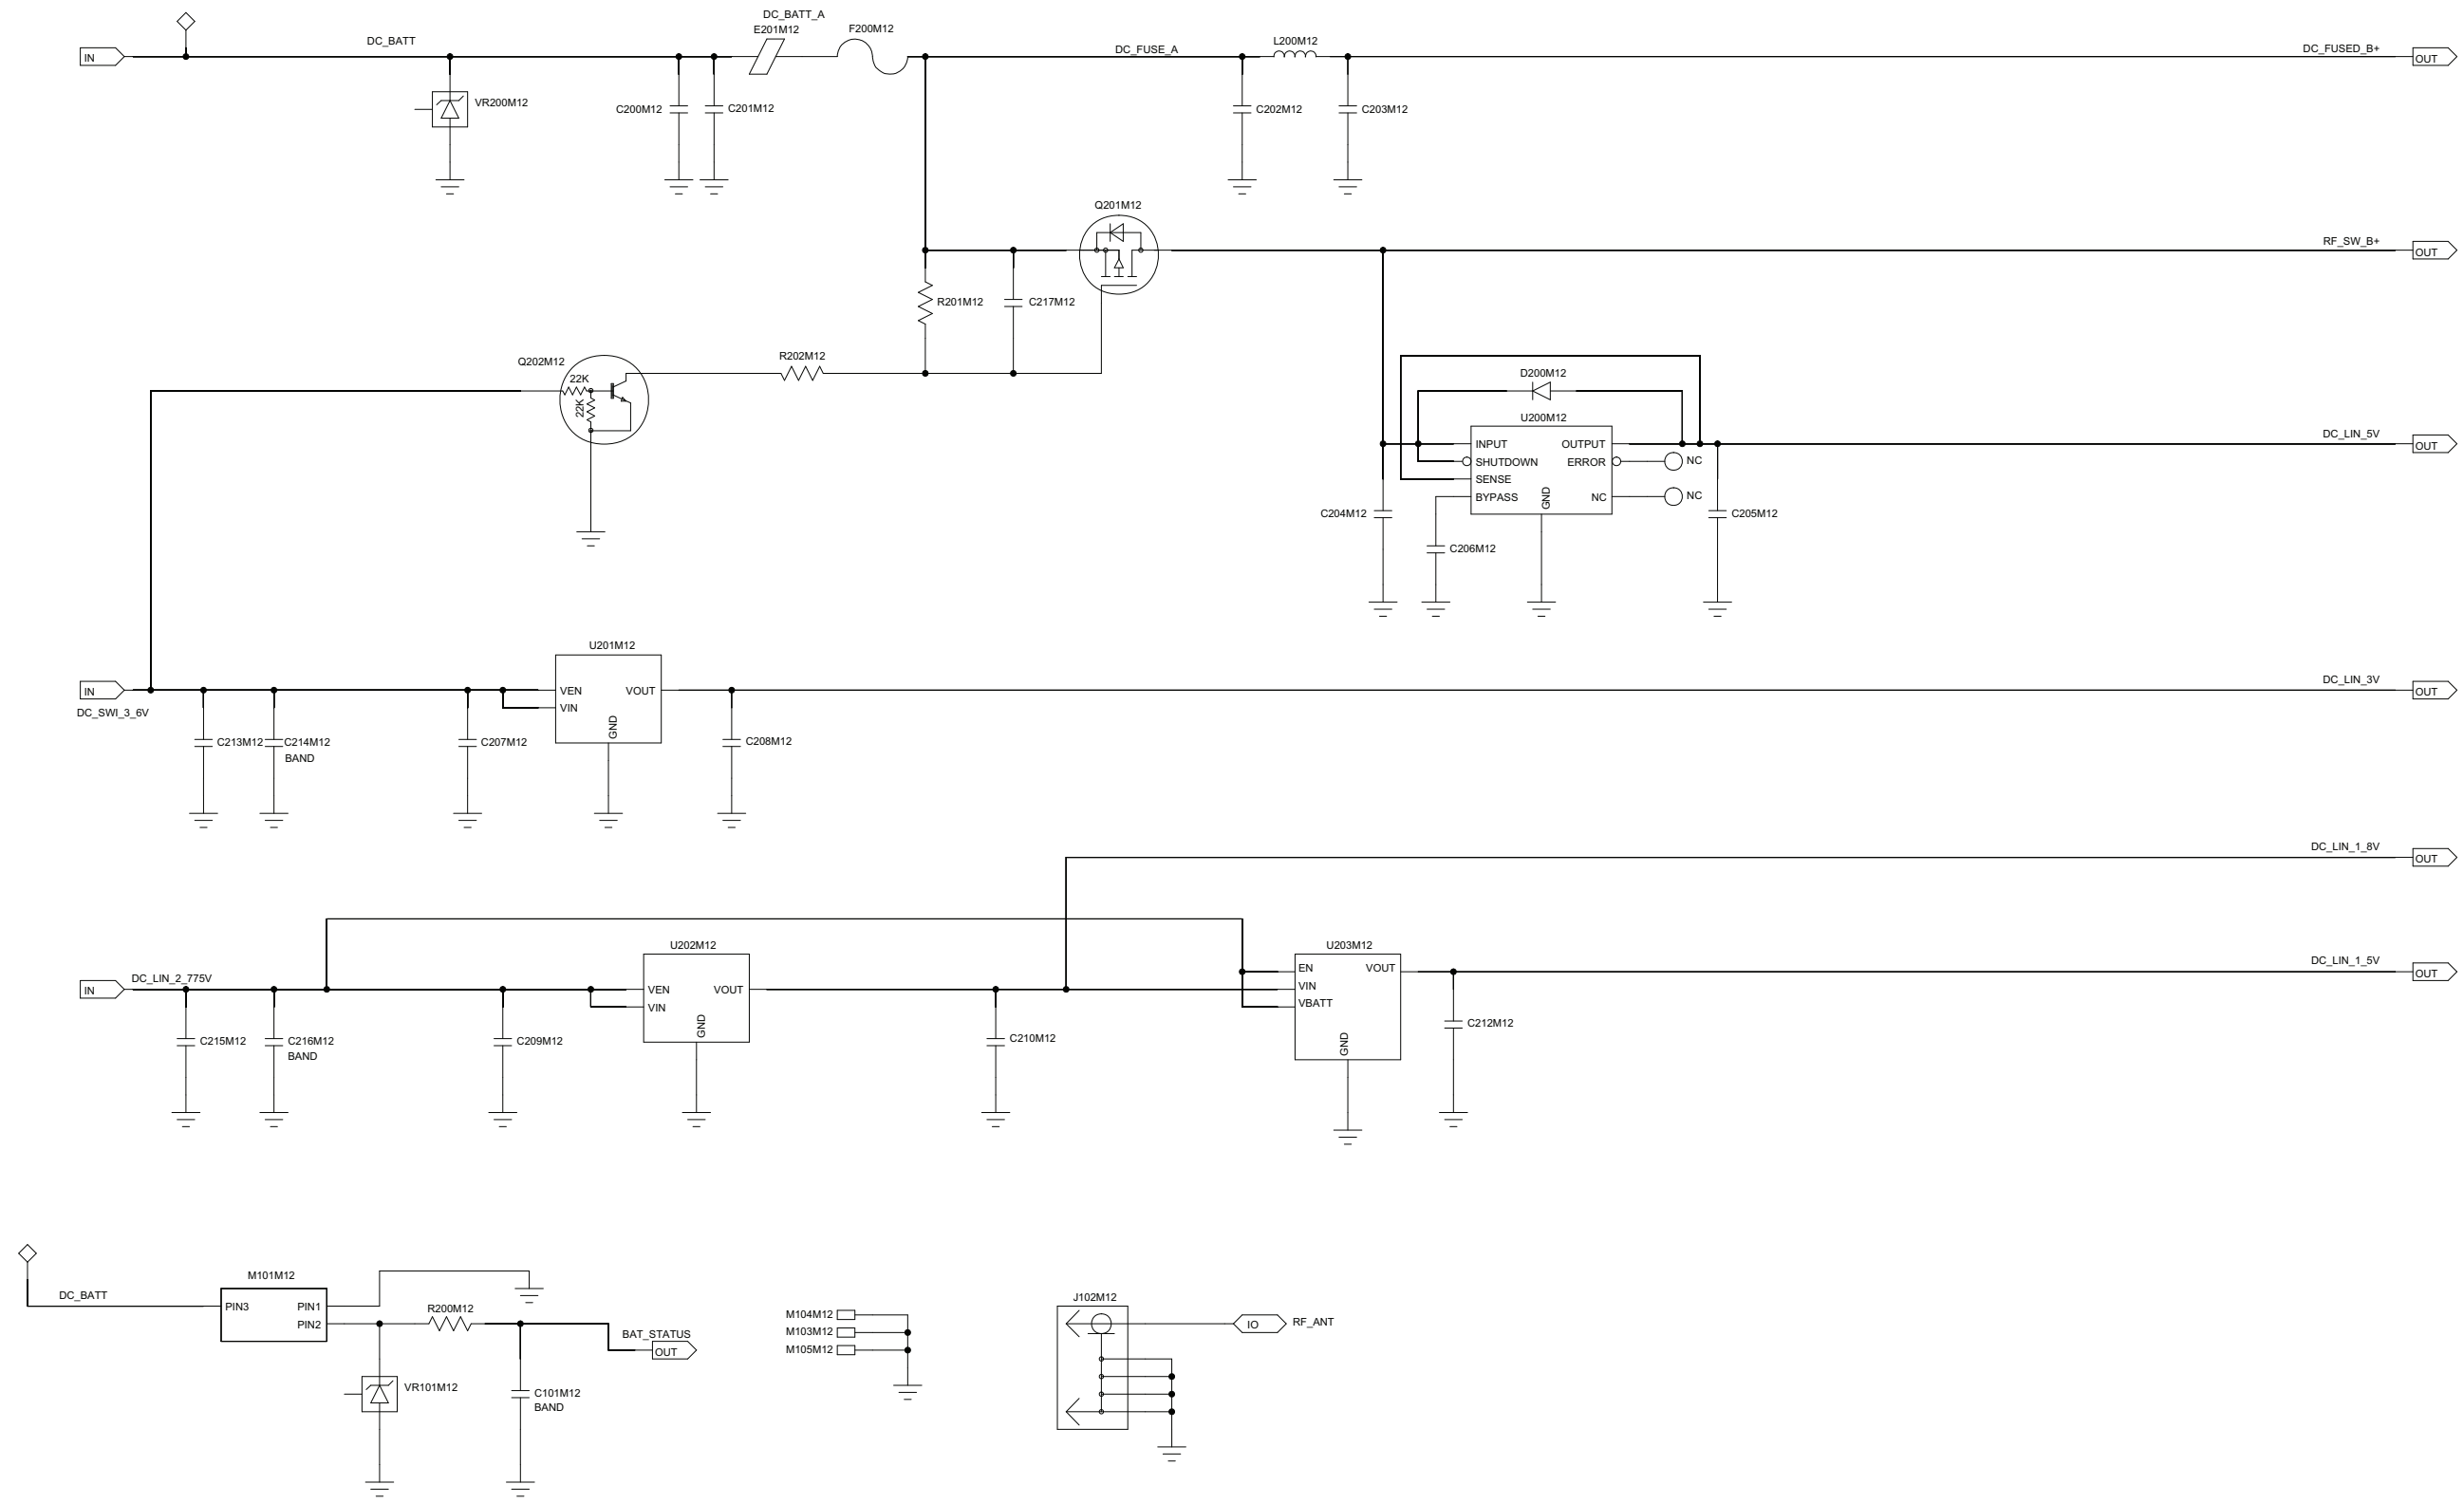 DC_BATT_A
E201M12
F200M12
IN
DC_BATT
DC_FUSE_A
L200M12
DC_FUSED_B+
OUT
VR200M12
C200M12
C201M12
C202M12
C203M12
Q201M12
RF_SW_B+
OUT
R201M12
C217M12
Q202M12
22K
22K
R202M12
D200M12
U200M12
INPUT
OUTPUT
SHUTDOWN
ERROR
NC
SENSE
BYPASS
GND
NC
NC
DC_LIN_5V
OUT
C204M12
C205M12
C206M12
U201M12
IN
DC_SWI_3_6V
VEN
VOUT
VIN
GND
DC_LIN_3V
OUT
C213M12
C214M12
BAND
C207M12
C208M12
DC_LIN_1_8V
OUT
U202M12
U203M12
IN
DC_LIN_2_775V
VEN
VOUT
VIN
GND
EN
VOUT
VIN
VBATT
GND
DC_LIN_1_5V
OUT
C215M12
C216M12
BAND
C209M12
C210M12
C212M12
M101M12
DC_BATT
PIN3
PIN1
PIN2
R200M12
BAT_STATUS
OUT
VR101M12
C101M12
BAND
M104M12
M103M12
M105M12
J102M12
IO
RF_ANT